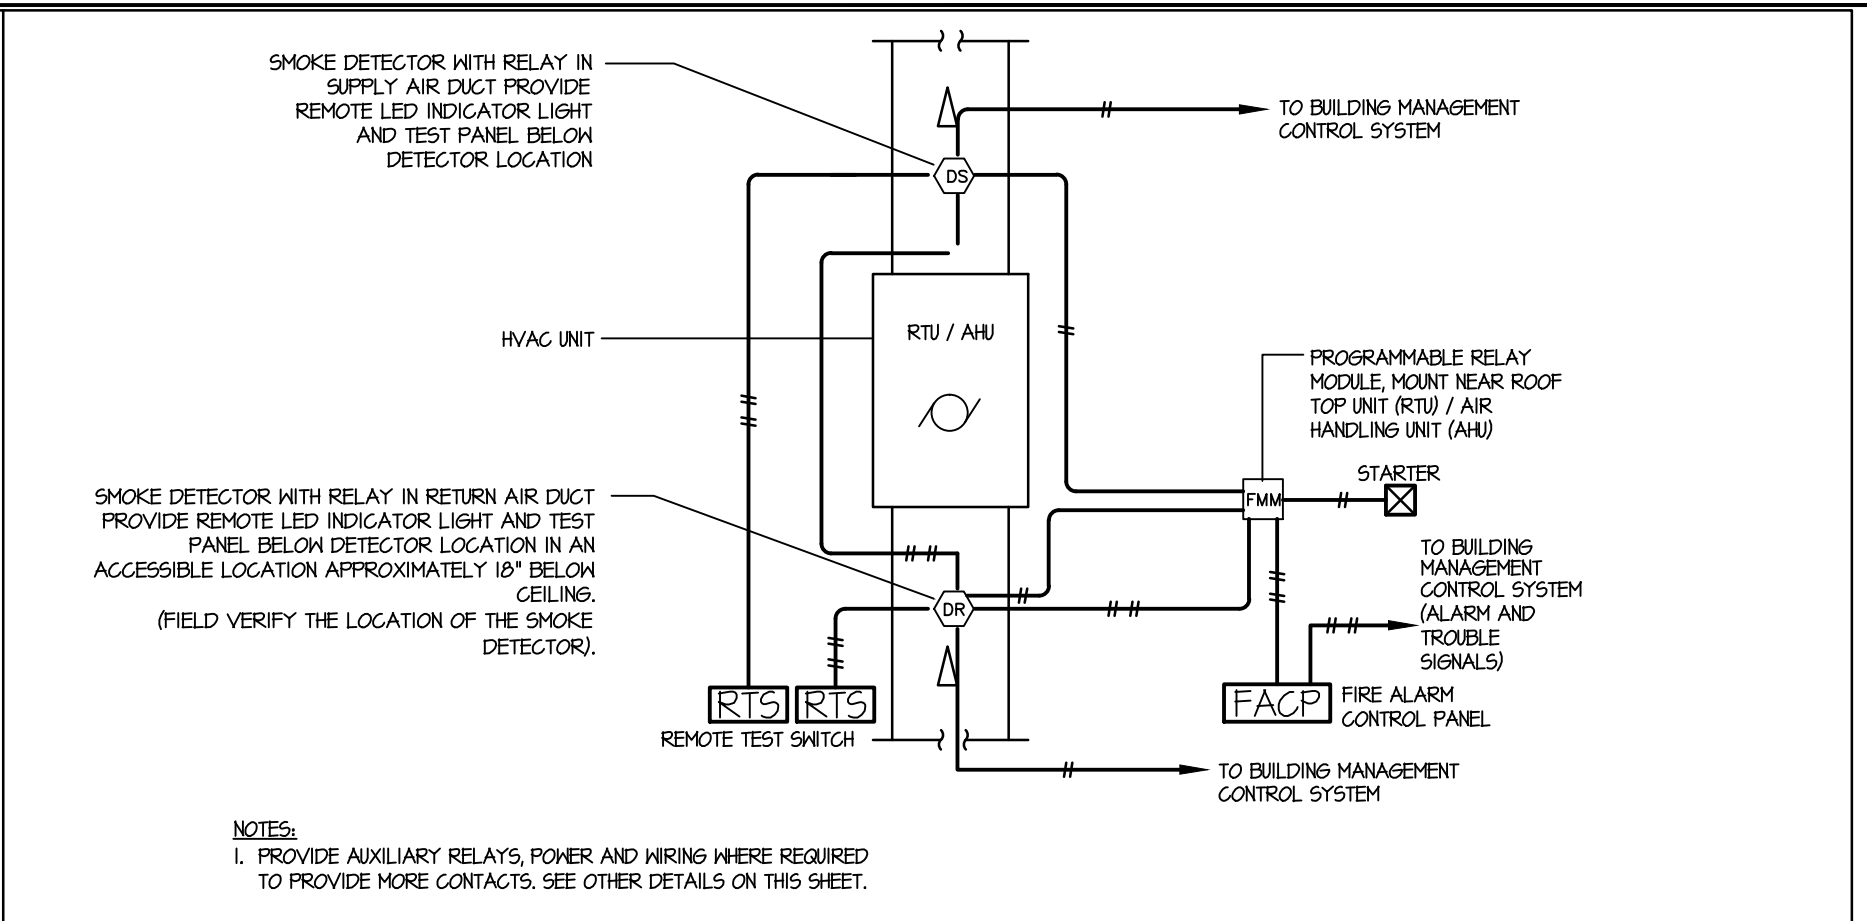 SMOKE DETECTOR WITH RELAY IN
SUPPLY AIR DUCT PROVIDE
REMOTE LED INDICATOR LIGHT
AND TEST PANEL BELOW
DETECTOR LOCATION
TO BUILDING MANAGEMENT
CONTROL SYSTEM
DS
HVAC UNIT
RTU / AHU
PROGRAMMABLE RELAY
MODULE, MOUNT NEAR ROOF
TOP UNIT (RTU) / AIR
HANDLING UNIT (AHU)
STARTER
FMM
SMOKE DETECTOR WITH RELAY IN RETURN AIR DUCT
PROVIDE REMOTE LED INDICATOR LIGHT AND TEST
PANEL BELOW DETECTOR LOCATION IN AN
ACCESSIBLE LOCATION APPROXIMATELY 18" BELOW
CEILING.
(FIELD VERIFY THE LOCATION OF THE SMOKE
DETECTOR).
DR
TO BUILDING
MANAGEMENT
CONTROL SYSTEM
(ALARM AND
TROUBLE
SIGNALS)
RTS
RTS
REMOTE TEST SWITCH
FACP
FIRE ALARM
CONTROL PANEL
TO BUILDING MANAGEMENT
CONTROL SYSTEM
NOTES:
1. PROVIDE AUXILIARY RELAYS, POWER AND WIRING WHERE REQUIRED
TO PROVIDE MORE CONTACTS. SEE OTHER DETAILS ON THIS SHEET.